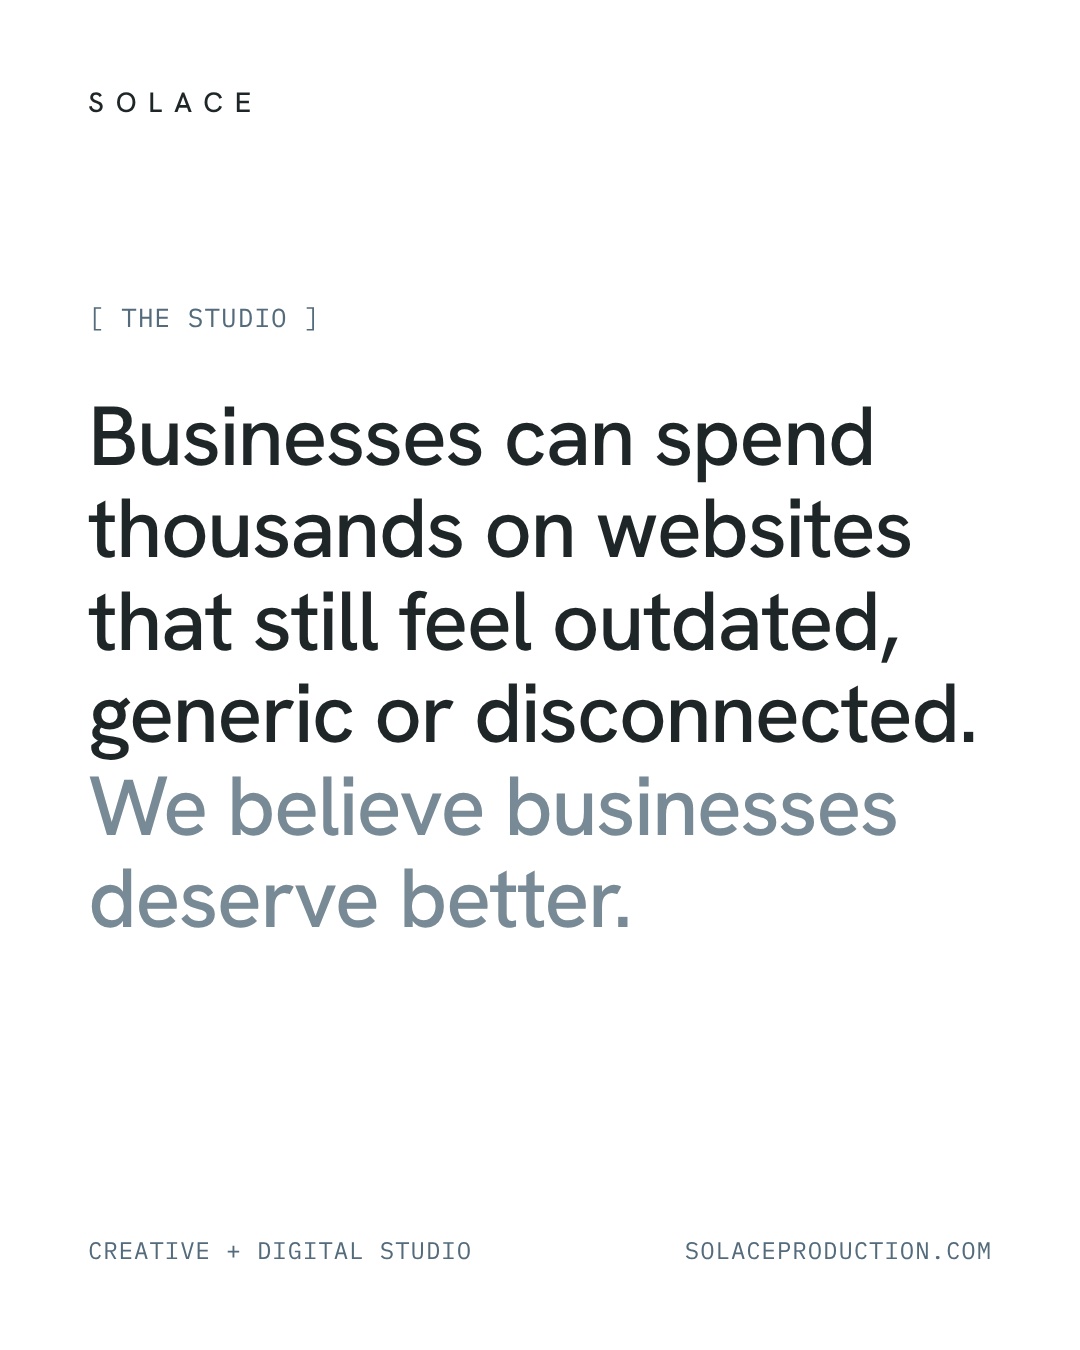 SOLACE
[ THE STUDIO ]
Businesses can spend
thousands on websites
that still feel outdated,
generic or disconnected.
We believe businesses
deserve better.
CREATIVE + DIGITAL STUDIO
SOLACEPRODUCTION.COM